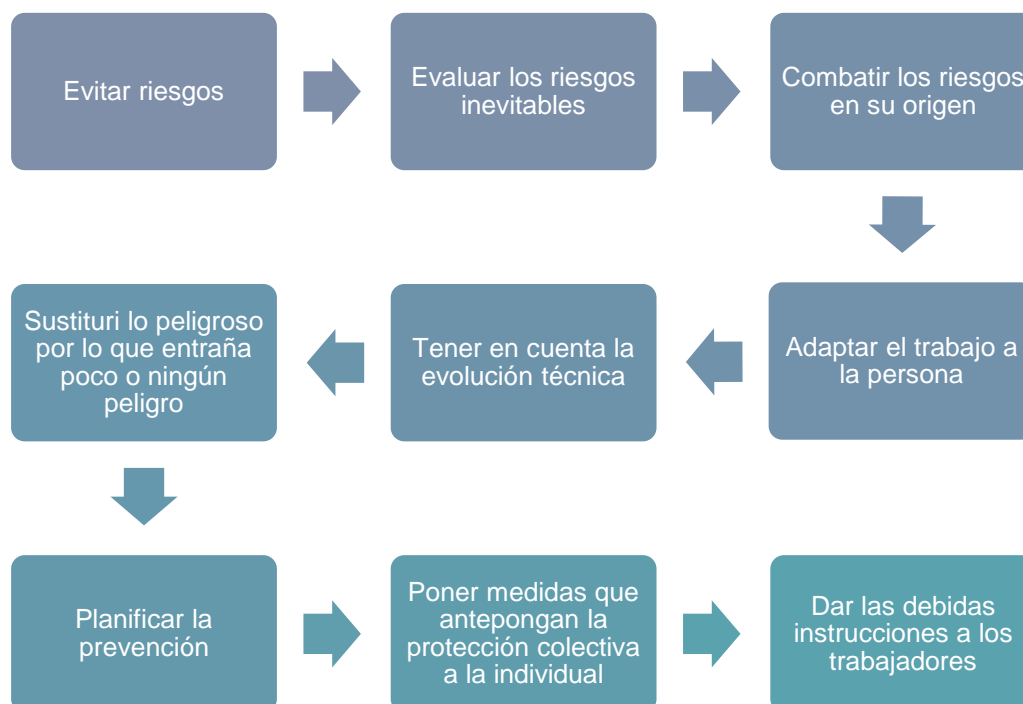 Evitar riesgos
Evaluar los riesgos
inevitables
Combatir los riesgos
en su origen
Adaptar el trabajo a
la persona
Tener en cuenta la
evolución técnica
Sustituri lo peligroso
por lo que entraña
poco o ningún
peligro
Planificar la
prevención
Poner medidas que
antepongan la
protección colectiva
a la individual
Dar las debidas
instrucciones a los
trabajadores